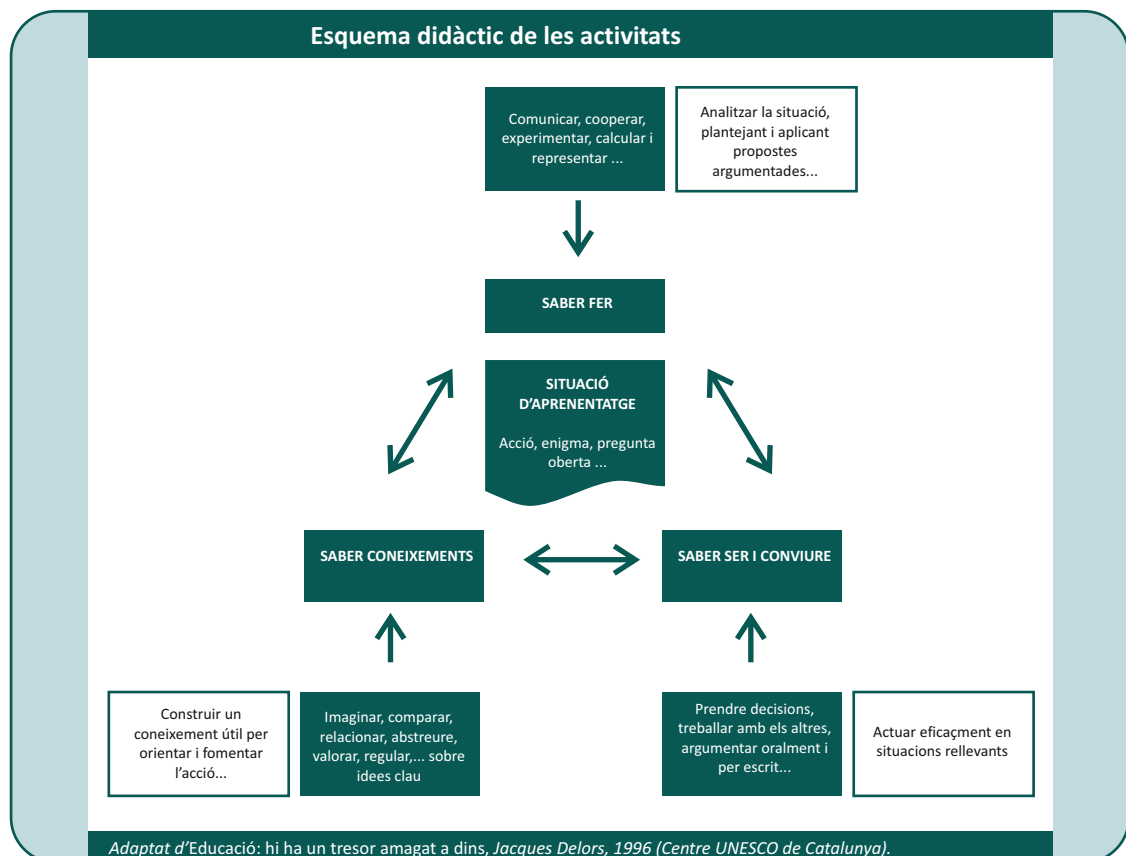 Esquema didàctic de les activitats
Comunicar, cooperar,
experimentar, calcular i
representar ...
Analitzar la situació,
plantejant i aplicant
propostes
argumentades...
SABER FER
SITUACIÓ
D’APRENENTATGE
Acció, enigma, pregunta
oberta ...
SABER CONEIXEMENTS
SABER SER I CONVIURE
Construir un
coneixement útil per
orientar i fomentar
l’acció...
Imaginar, comparar,
relacionar, abstreure,
valorar, regular,... sobre
idees clau
Prendre decisions,
treballar amb els altres,
argumentar oralment i
per escrit...
Actuar eficaçment en
situacions rellevants
Adaptat d’Educació: hi ha un tresor amagat a dins, Jacques Delors, 1996 (Centre UNESCO de Catalunya).